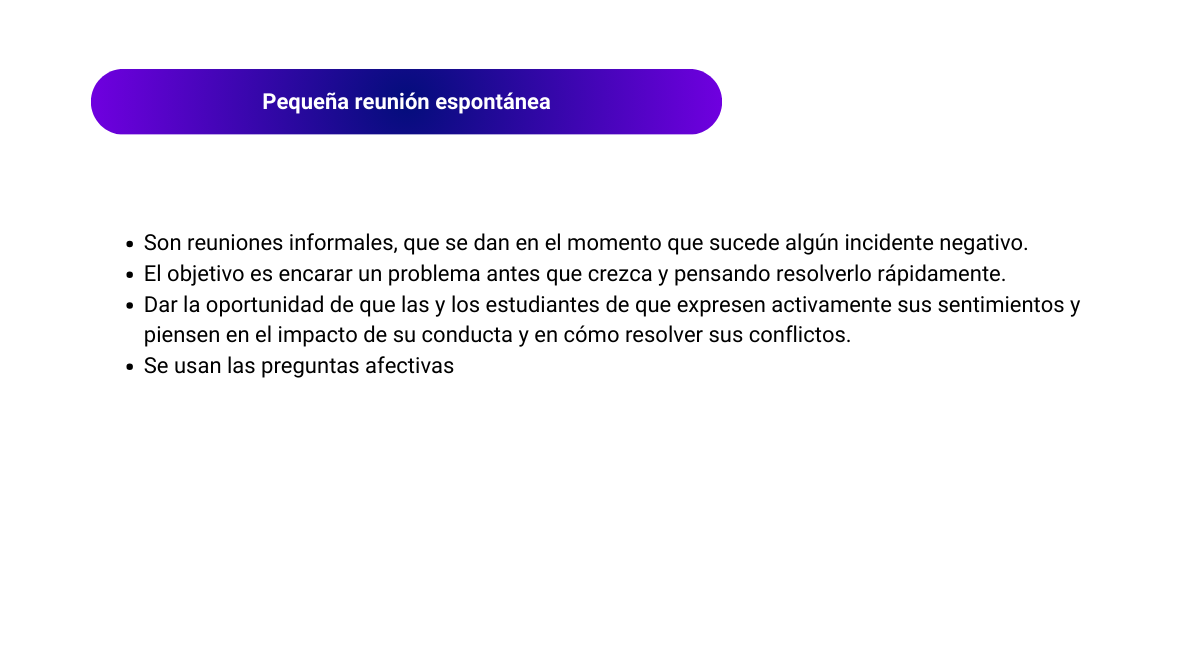 Pequeña reunión espontánea
• Son reuniones informales, que se dan en el momento que sucede algún incidente negativo.
• El objetivo es encarar un problema antes que crezca y pensando resolverlo rápidamente.
• Dar la oportunidad de que las y los estudiantes de que expresen activamente sus sentimientos y
piensen en el impacto de su conducta y en cómo resolver sus conflictos.
• Se usan las preguntas afectivas